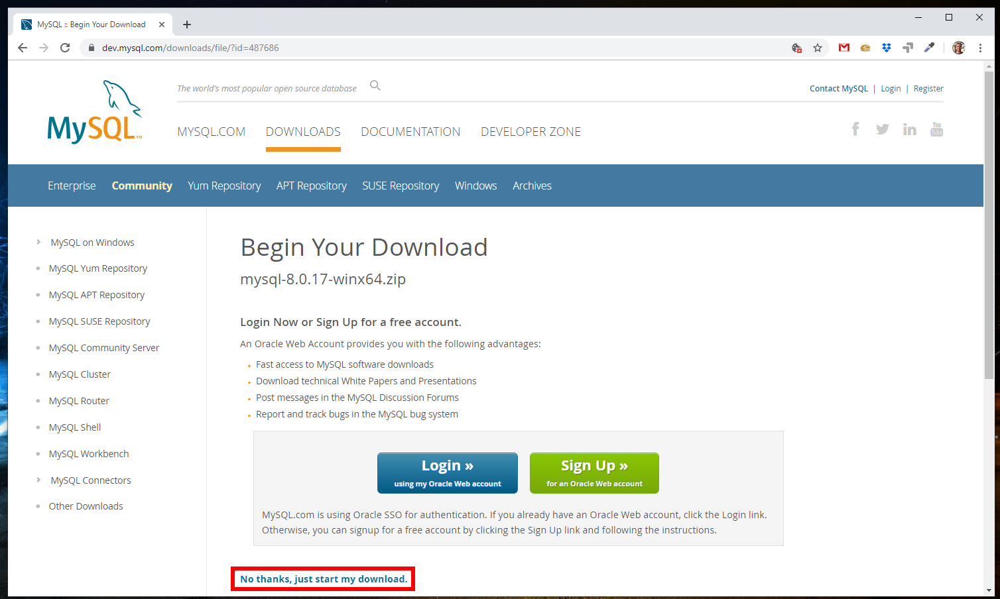 MySQL :: Begin Your Download
dev.mysql.com/downloads/file/?id=487686
The world's most popular open source database
Contact MySQL | Login | Register
MySQL™
MYSQL.COM DOWNLOADS DOCUMENTATION DEVELOPER ZONE
f in You Tube
Enterprise Community Yum Repository APT Repository SUSE Repository Windows Archives
MySQL on Windows
MySQL Yum Repository
MySQL APT Repository
MySQL SUSE Repository
MySQL Community Server
MySQL Cluster
MySQL Router
MySQL Shell
MySQL Workbench
MySQL Connectors
Other Downloads
Begin Your Download
mysql-8.0.17-winx64.zip
Login Now or Sign Up for a free account.
An Oracle Web Account provides you with the following advantages:
Fast access to MySQL software downloads
Download technical White Papers and Presentations
Post messages in the MySQL Discussion Forums
Report and track bugs in the MySQL bug system
Login »
using my Oracle Web account
Sign Up »
for an Oracle Web account
MySQL.com is using Oracle SSO for authentication. If you already have an Oracle Web account, click the Login link.
Otherwise, you can signup for a free account by clicking the Sign Up link and following the instructions.
No thanks, just start my download.